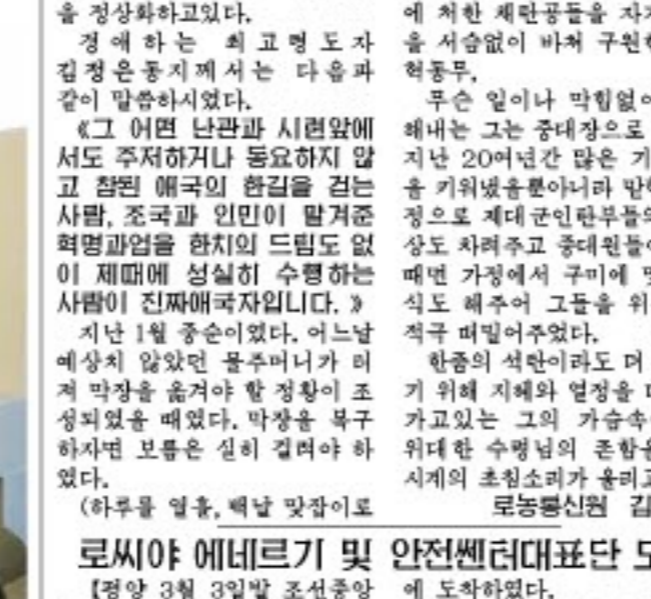 을 정상화하고있다.
경애하는 최고령도자
김정은동지께서는 다음과
같이 말씀하시였다.
《그 어떤 난관과 시련앞에
서도 주저하거나 동요하지 않
고 참된 애국의 한길을 걷는
사람, 조국과 인민이 맡겨준
혁명과업을 한치의 드팀도 없
이 제때에 성실히 수행하는
사람이 진짜애국자입니다.》
지난 1월 중순이였다. 어느날
예상치 않았던 물주머니가 터
져 막장을 옮겨야 할 정황이 조
성되였을 때였다. 막장을 복구
하자면 보름은 실히 걸려야 하
였다.
(하루를 열흘, 백날 맞잡이로
에 처한 채탄공들을 자기
을 서슴없이 바쳐 구원한
혁동무.
무슨 일이나 막힘없이
해내는 그는 중대장으로
지난 20여년간 많은 기
을 키워냈을뿐아니라
정으로 제대군인탄부들의
상도 차려주고 중대원들이
때면 가정에서 구미에 맞
식도 해주어 그들을 위
적극 떠밀어주었다.
한줌의 석탄이라도 더
기 위해 지혜와 열정을
가고있는 그의 가슴속
위대한 수령님의 존함을
시계의 초침소리가 울리고
로농통신원 김
로씨야 에네르기 및 안전쎈터대표단 도
【평양 3월 3일발 조선중앙
에 도착하였다.